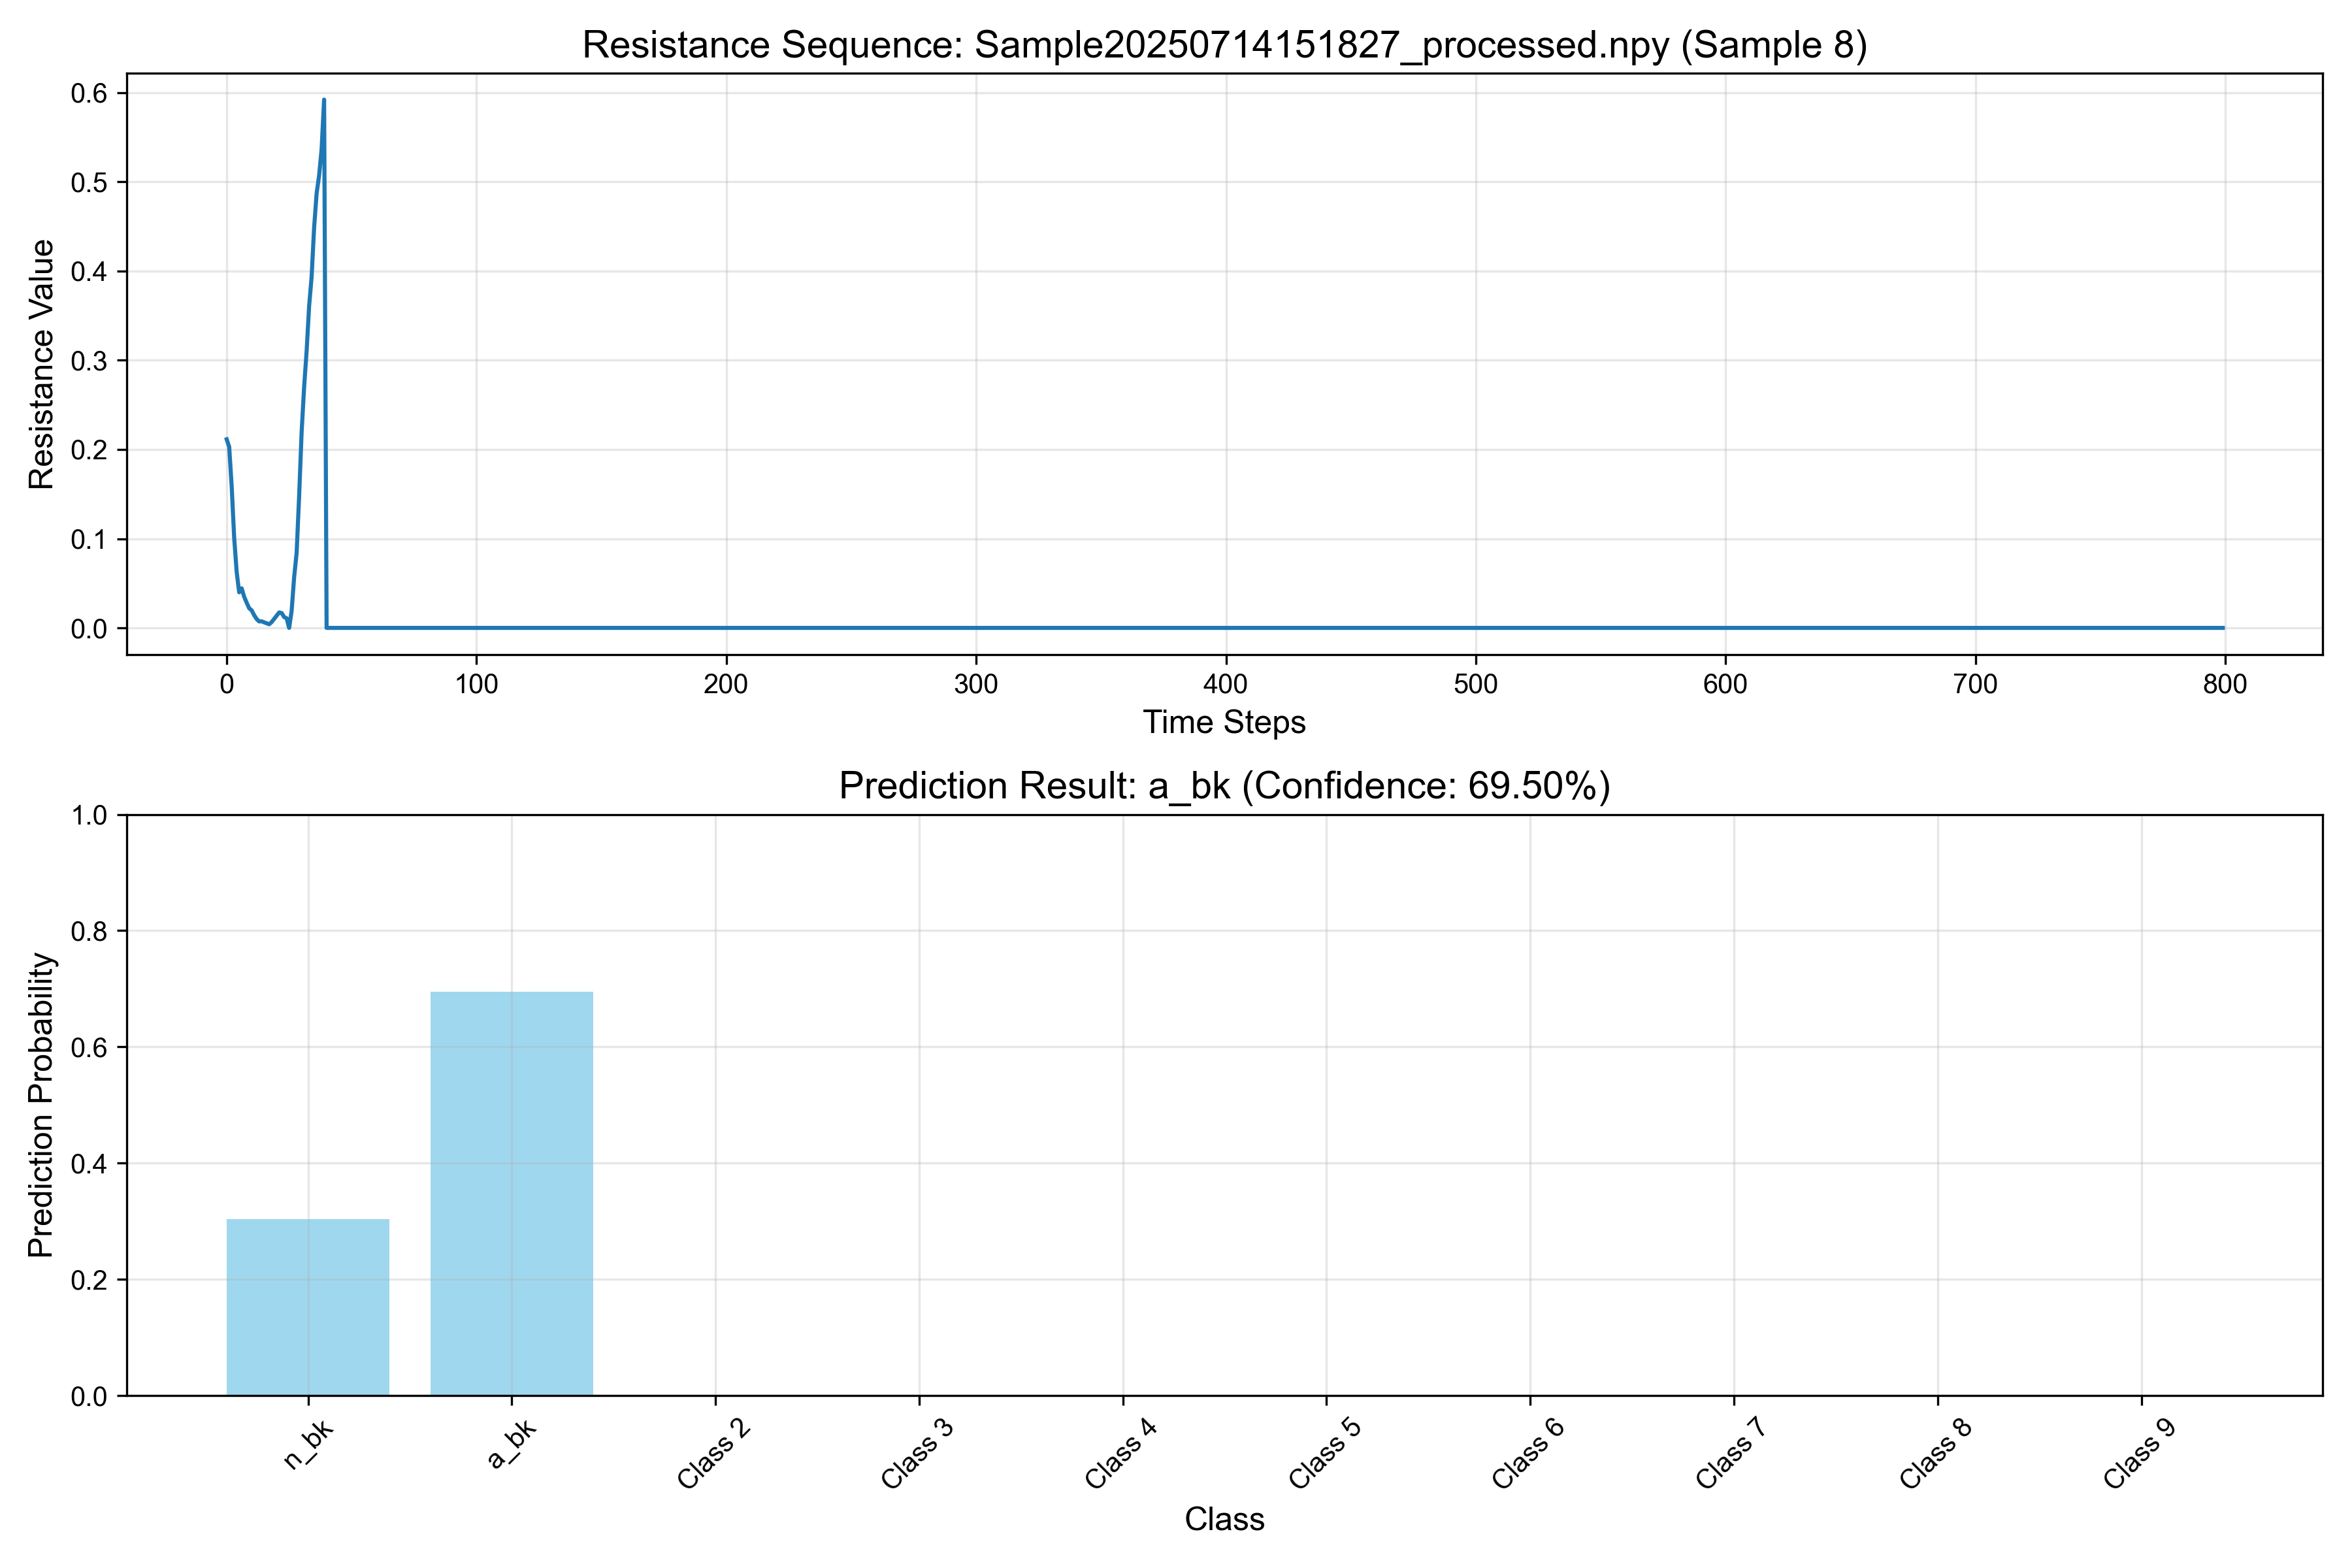 Resistance Sequence: Sample20250714151827_processed.npy (Sample 8)
Resistance Value
0.6
0.5
0.4
0.3
0.2
0.1
0.0
0 100 200 300 400 500 600 700 800
Time Steps
Prediction Result: a_bk (Confidence: 69.50%)
Prediction Probability
1.0
0.8
0.6
0.4
0.2
0.0
n_bk a_bk Class 2 Class 3 Class 4 Class 5 Class 6 Class 7 Class 8 Class 9
Class